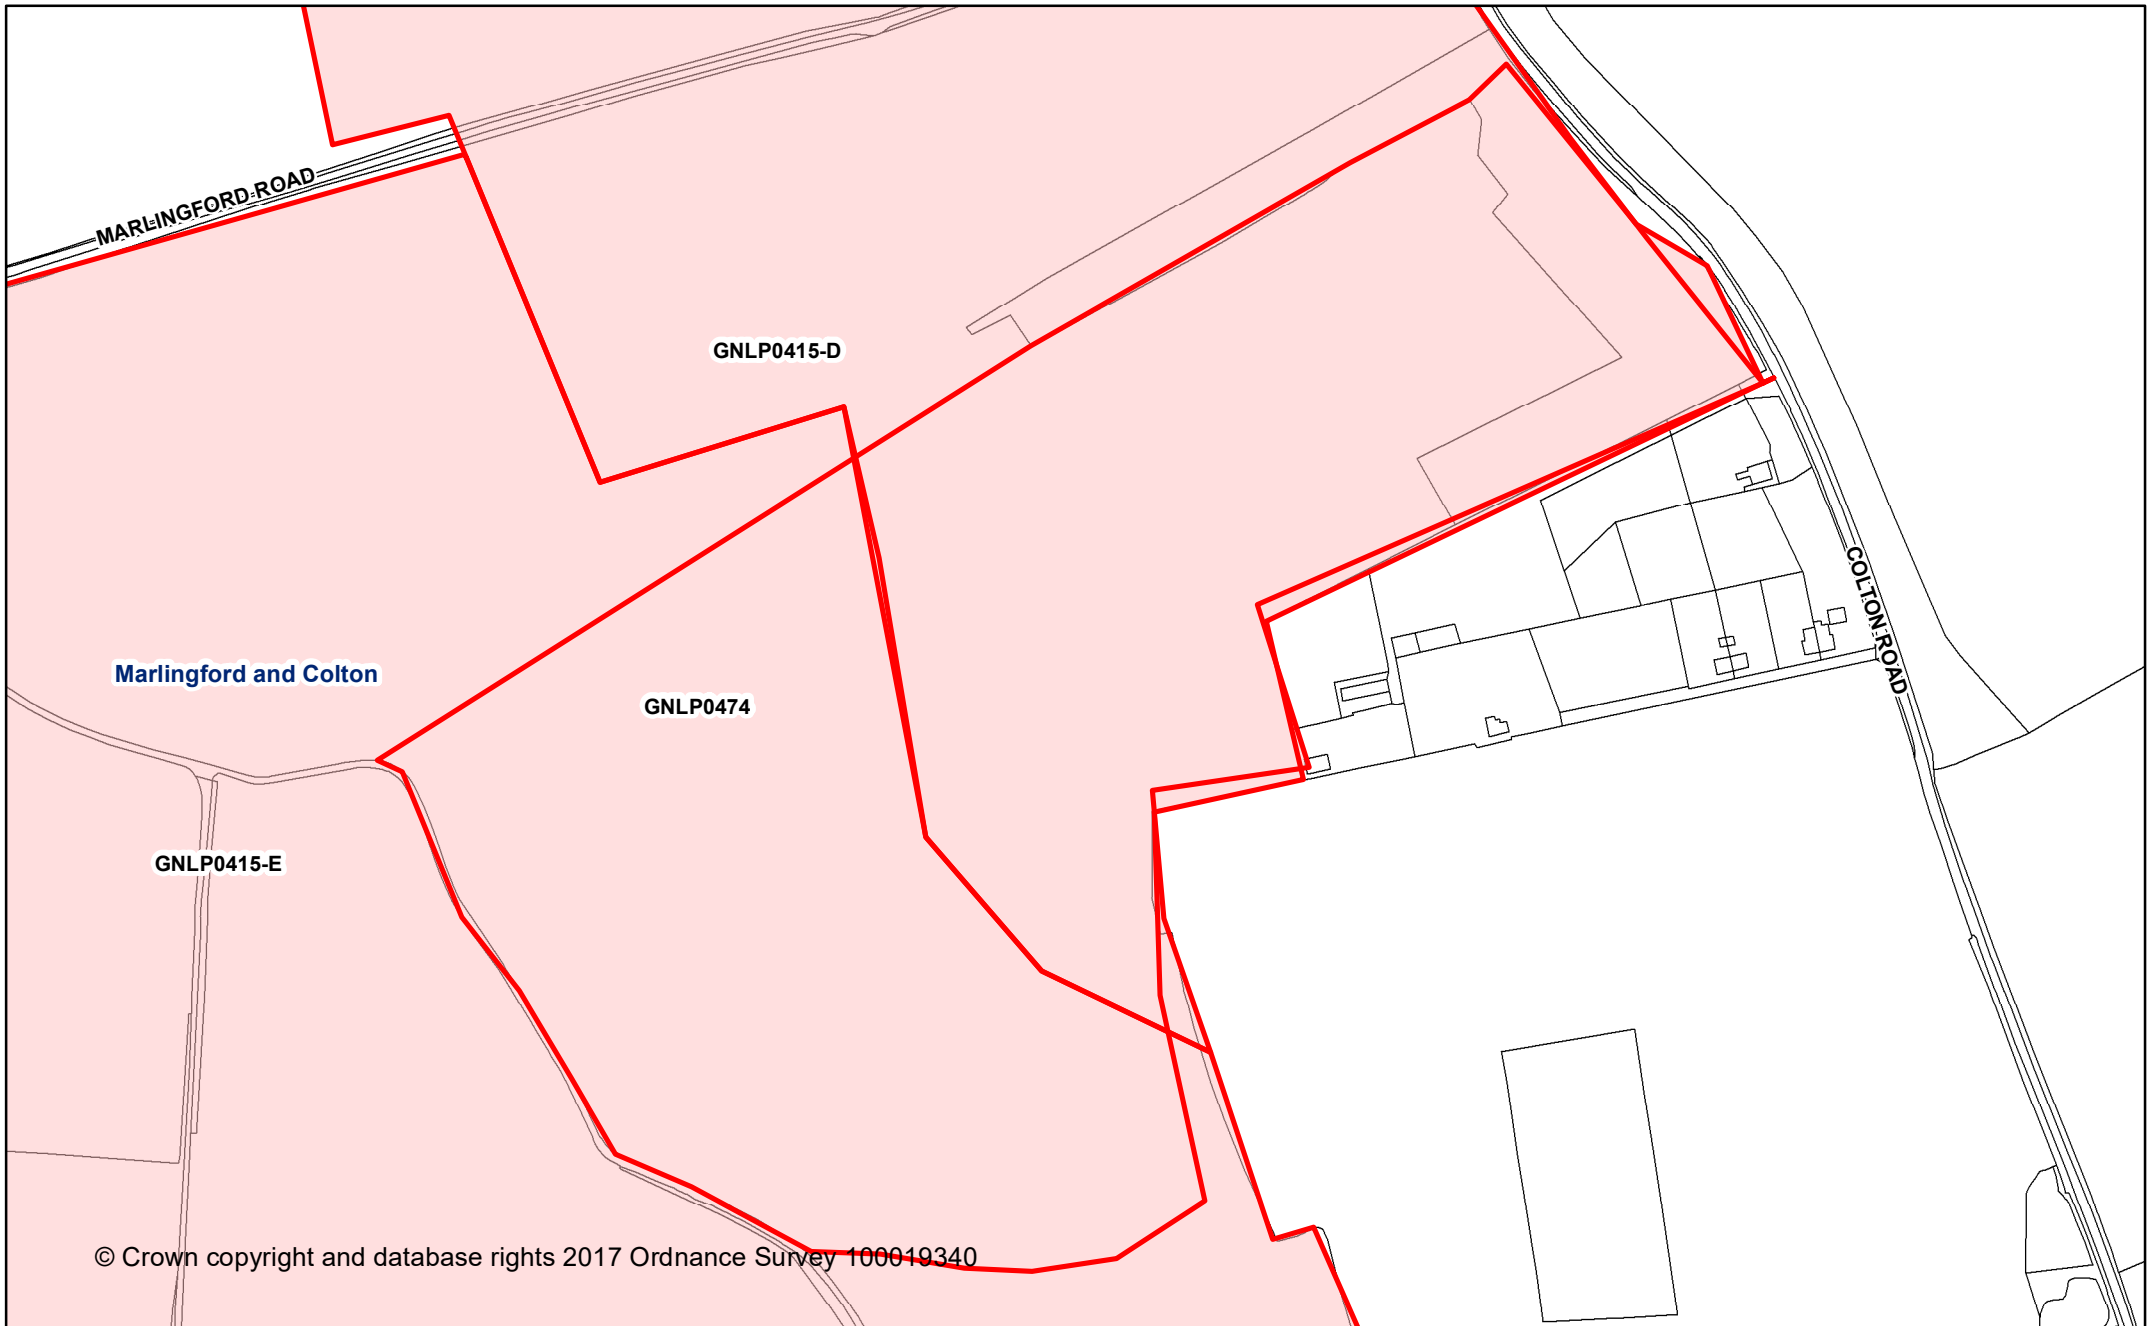 MARLINGFORD ROAD
GNLP0415-D
COLTON ROAD
Marlingford and Colton
GNLP0474
GNLP0415-E
© Crown copyright and database rights 2017 Ordnance Survey 100019340